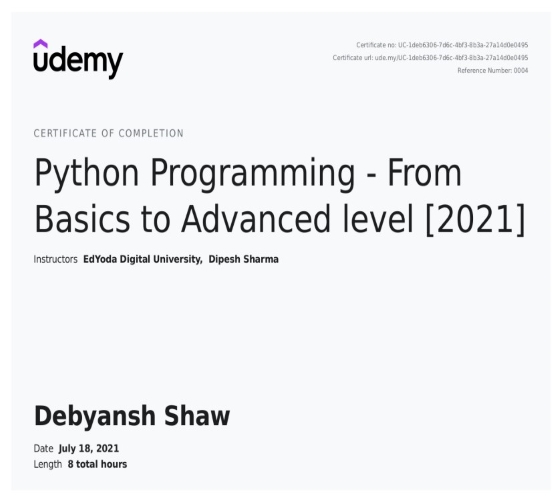 udemy
Certificate no: UC-1deb6306-7d6c-4bf3-8b3a-27a14d0e0495
Certificate url: ude.my/UC-1deb6306-7d6c-4bf3-8b3a-27a14d0e0495
Reference Number: 0004
CERTIFICATE OF COMPLETION
Python Programming - From
Basics to Advanced level [2021]
Instructors EdYoda Digital University, Dipesh Sharma
Debyansh Shaw
Date July 18, 2021
Length 8 total hours